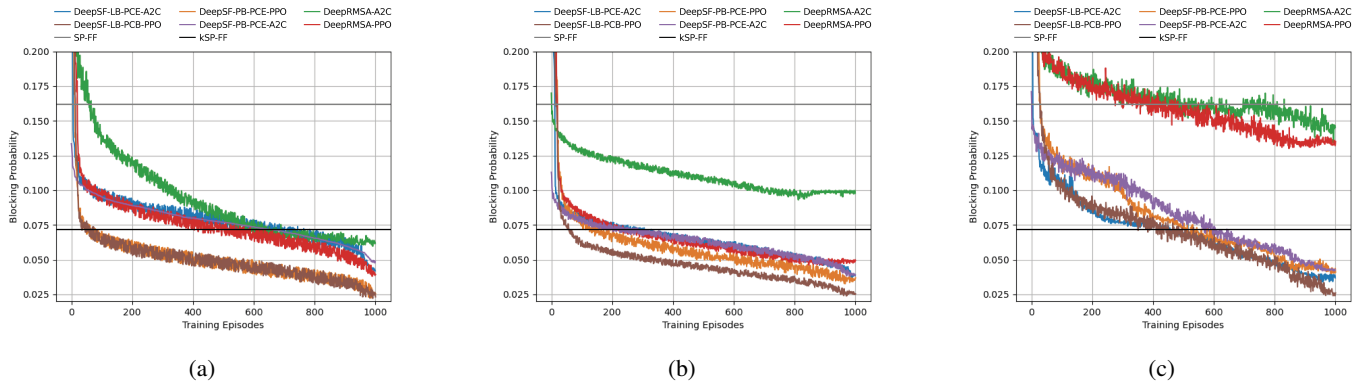 DeepSF-LB-PCE-A2C DeepSF-PB-PCE-PPO DeepRMSA-A2C
DeepSF-LB-PCB-PPO DeepSF-PB-PCE-A2C DeepRMSA-PPO
SP-FF kSP-FF
0.200
0.175
0.150
0.125
0.100
0.075
0.050
0.025
Blocking Probability
0 200 400 600 800 1000
Training Episodes
(a)
DeepSF-LB-PCE-A2C DeepSF-PB-PCE-PPO DeepRMSA-A2C
DeepSF-LB-PCB-PPO DeepSF-PB-PCE-A2C DeepRMSA-PPO
SP-FF kSP-FF
0.200
0.175
0.150
0.125
0.100
0.075
0.050
0.025
Blocking Probability
0 200 400 600 800 1000
Training Episodes
(b)
DeepSF-LB-PCE-A2C DeepSF-PB-PCE-PPO DeepRMSA-A2C
DeepSF-LB-PCB-PPO DeepSF-PB-PCE-A2C DeepRMSA-PPO
SP-FF kSP-FF
0.200
0.175
0.150
0.125
0.100
0.075
0.050
0.025
Blocking Probability
0 200 400 600 800 1000
Training Episodes
(c)